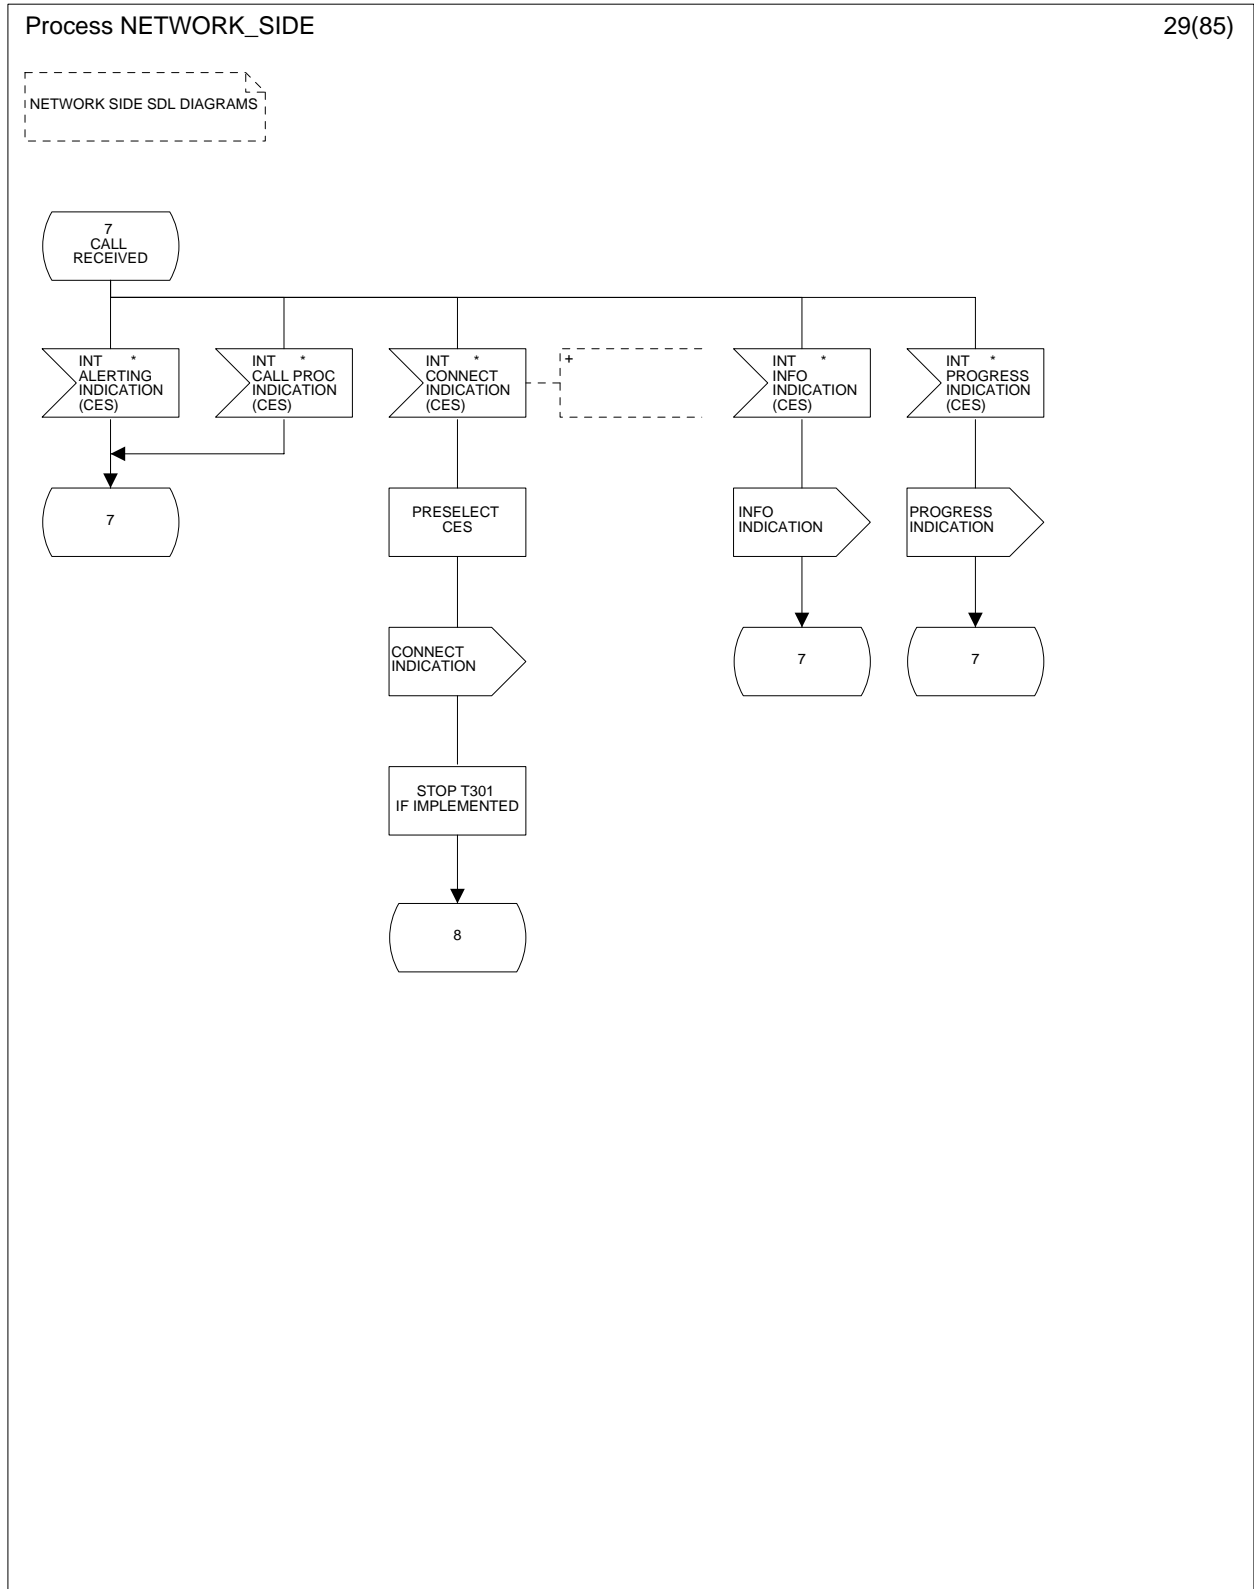 Process NETWORK_SIDE
29(85)
NETWORK SIDE SDL DIAGRAMS
7
CALL
RECEIVED
INT *
ALERTING
INDICATION
(CES)
INT *
CALL PROC
INDICATION
(CES)
INT *
CONNECT
INDICATION
(CES)
+
INT *
INFO
INDICATION
(CES)
INT *
PROGRESS
INDICATION
(CES)
7
PRESELECT
CES
INFO
INDICATION
PROGRESS
INDICATION
CONNECT
INDICATION
7
7
STOP T301
IF IMPLEMENTED
8